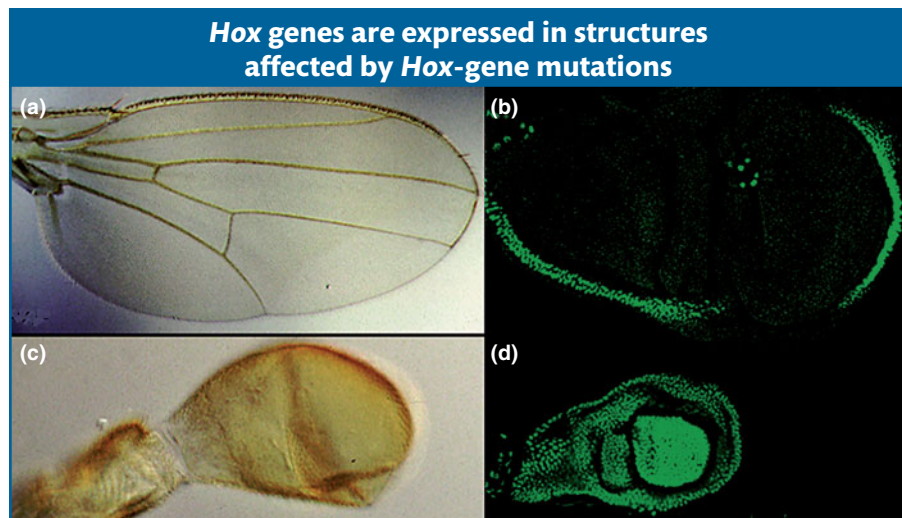 Hox genes are expressed in structures
affected by Hox-gene mutations
(a)
(b)
(c)
(d)